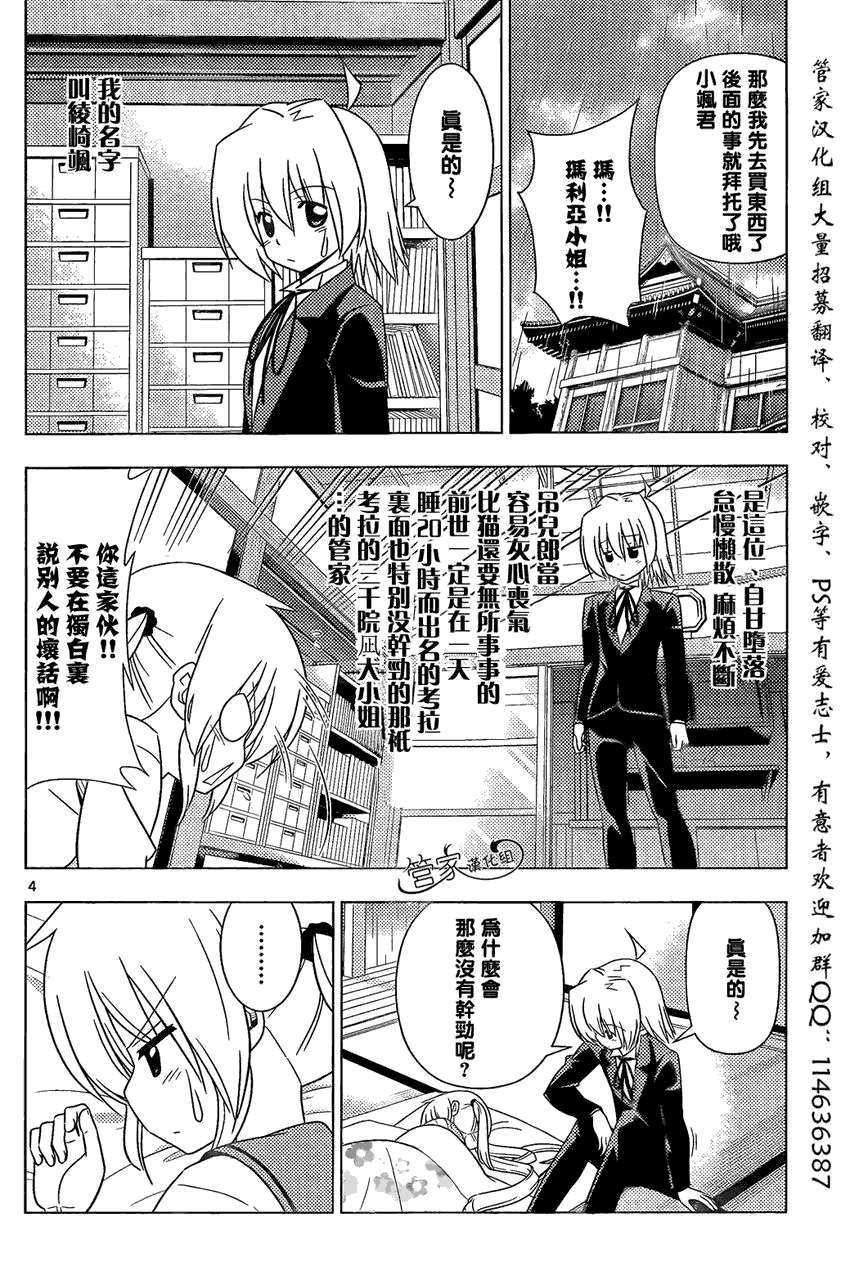 那麼我先去買東西了
後面的事就拜托了哦
小颯君
瑪…!!
瑪利亞小姐…!!
真是的～
我的名字
叫綾崎颯
是這位、自甘墮落
怠慢懶散 麻煩不斷
吊兒郎當
容易灰心喪氣
比猫還要無所事事的
前世一定是在一天
睡20小時而出名的考拉
裏面也特别没幹勁的那衹
考拉的三千院凪大小姐
…的管家
你這家伙!!
不要在獨白裏
説别人的壞話啊!!!
管家
漢化組
4
真是的～
爲什麼會
那麼沒有幹勁呢？
……
管家汉化组大量招募翻译、校对、嵌字、PS等有爱志士，有意者欢迎加群QQ：114636387